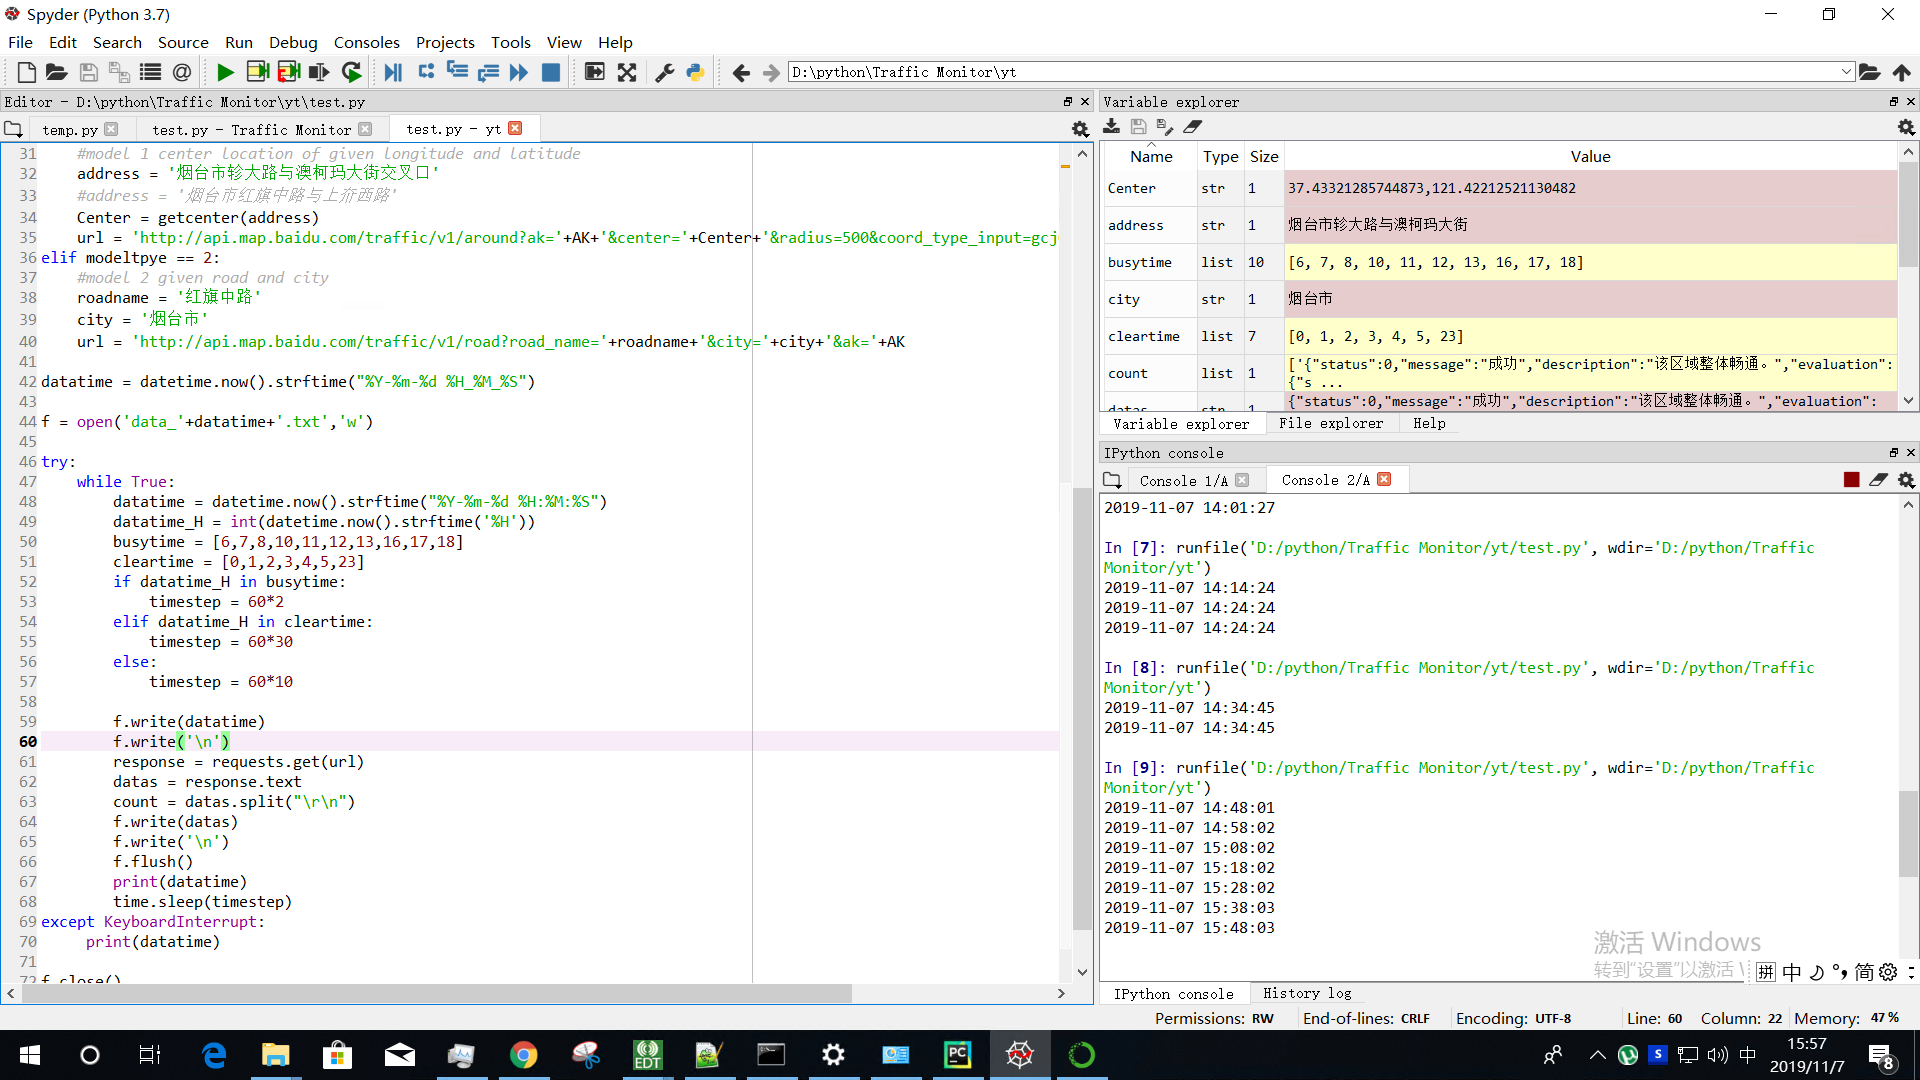 Spyder (Python 3.7)
File Edit Search Source Run Debug Consoles Projects Tools View Help
D:\python\Traffic Monitor\yt
Editor - D:\python\Traffic Monitor\yt\test.py
temp.py test.py - Traffic Monitor test.py - yt
31 #model 1 center location of given longitude and latitude
32 address = '烟台市轸大路与澳柯玛大街交叉口'
33 #address = '烟台市红旗中路与上夼西路'
34 Center = getcenter(address)
35 url = 'http://api.map.baidu.com/traffic/v1/around?ak='+AK+'&center='+Center+'&radius=500&coord_type_input=gcj
36 elif modeltpye == 2:
37 #model 2 given road and city
38 roadname = '红旗中路'
39 city = '烟台市'
40 url = 'http://api.map.baidu.com/traffic/v1/road?road_name='+roadname+'&city='+city+'&ak='+AK
41
42 datatime = datetime.now().strftime("%Y-%m-%d %H_%M_%S")
43
44 f = open('data_'+datatime+'.txt','w')
45
46 try:
47 while True:
48 datatime = datetime.now().strftime("%Y-%m-%d %H:%M:%S")
49 datatime_H = int(datetime.now().strftime('%H'))
50 busytime = [6,7,8,10,11,12,13,16,17,18]
51 cleartime = [0,1,2,3,4,5,23]
52 if datatime_H in busytime:
53 timestep = 60*2
54 elif datatime_H in cleartime:
55 timestep = 60*30
56 else:
57 timestep = 60*10
58
59 f.write(datatime)
60 f.write('\n')
61 response = requests.get(url)
62 datas = response.text
63 count = datas.split("\r\n")
64 f.write(datas)
65 f.write('\n')
66 f.flush()
67 print(datatime)
68 time.sleep(timestep)
69 except KeyboardInterrupt:
70 print(datatime)
71
72 f.close()
Variable explorer
Name Type Size Value
Center str 1 37.43321285744873,121.42212521130482
address str 1 烟台市轸大路与澳柯玛大街
busytime list 10 [6, 7, 8, 10, 11, 12, 13, 16, 17, 18]
city str 1 烟台市
cleartime list 7 [0, 1, 2, 3, 4, 5, 23]
count list 1 ['{"status":0,"message":"成功","description":"该区域整体畅通。","evaluation":
{"s ...
datas str 1 {"status":0,"message":"成功","description":"该区域整体畅通。","evaluation":
Variable explorer File explorer Help
IPython console
Console 1/A Console 2/A
2019-11-07 14:01:27
In [7]: runfile('D:/python/Traffic Monitor/yt/test.py', wdir='D:/python/Traffic
Monitor/yt')
2019-11-07 14:14:24
2019-11-07 14:24:24
2019-11-07 14:24:24
In [8]: runfile('D:/python/Traffic Monitor/yt/test.py', wdir='D:/python/Traffic
Monitor/yt')
2019-11-07 14:34:45
2019-11-07 14:34:45
In [9]: runfile('D:/python/Traffic Monitor/yt/test.py', wdir='D:/python/Traffic
Monitor/yt')
2019-11-07 14:48:01
2019-11-07 14:58:02
2019-11-07 15:08:02
2019-11-07 15:18:02
2019-11-07 15:28:02
2019-11-07 15:38:03
2019-11-07 15:48:03
激活 Windows
转到"设置"以激活
拼 中 简
IPython console History log
Permissions: RW End-of-lines: CRLF Encoding: UTF-8 Line: 60 Column: 22 Memory: 47 %
EDT PC S 中
15:57
2019/11/7
8